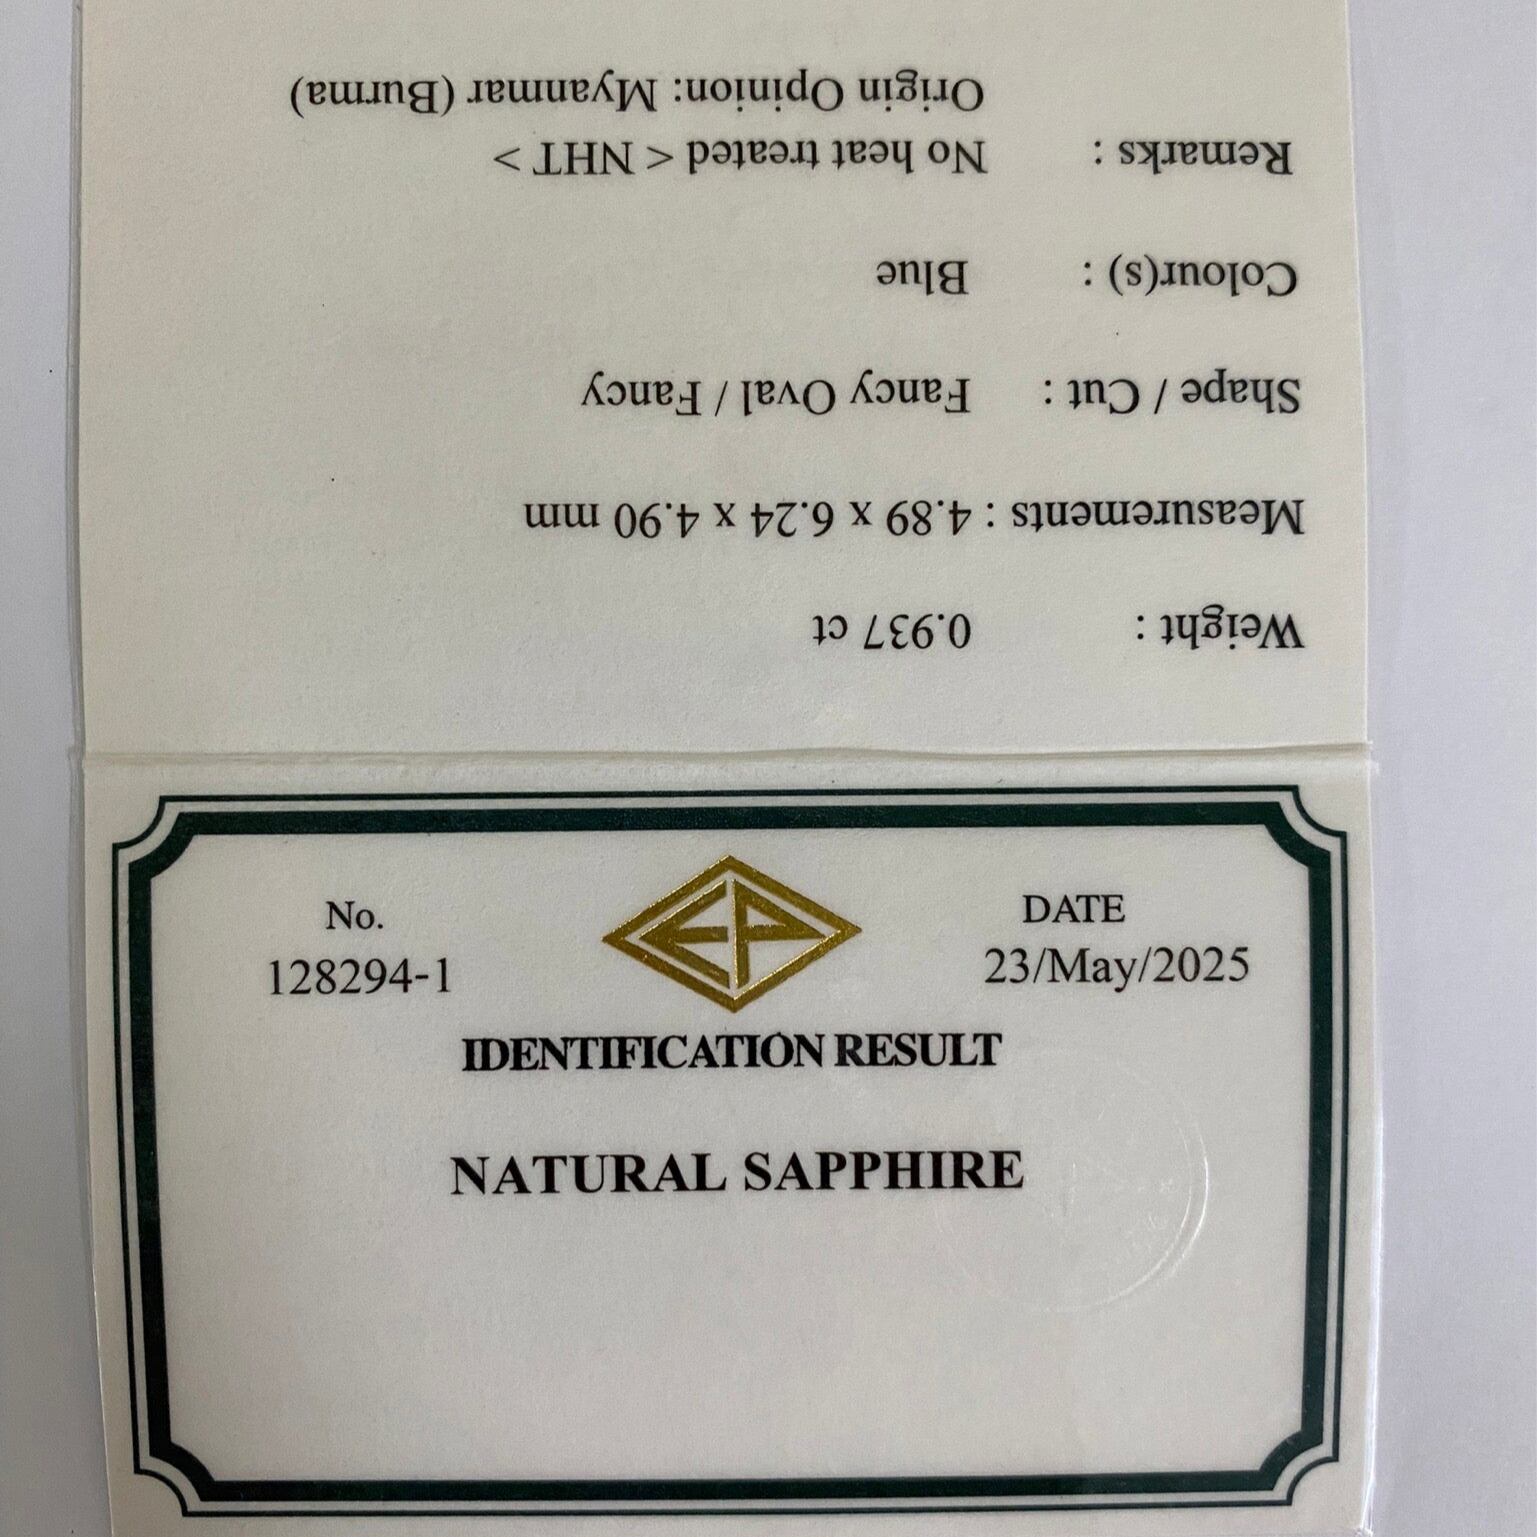 No.
128294-1
EP
DATE
23/May/2025
IDENTIFICATION RESULT
NATURAL SAPPHIRE
Weight : 0.937 ct
Measurements : 4.89 x 6.24 x 4.90 mm
Shape / Cut : Fancy Oval / Fancy
Colour(s) : Blue
Remarks : No heat treated < NHT >
Origin Opinion: Myanmar (Burma)